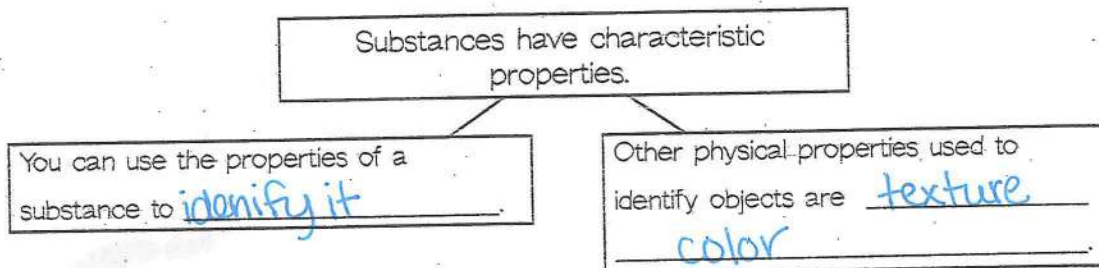 Substances have characteristic
properties.
You can use the properties of a
substance to idenify it.
Other physical properties used to
identify objects are texture
color.